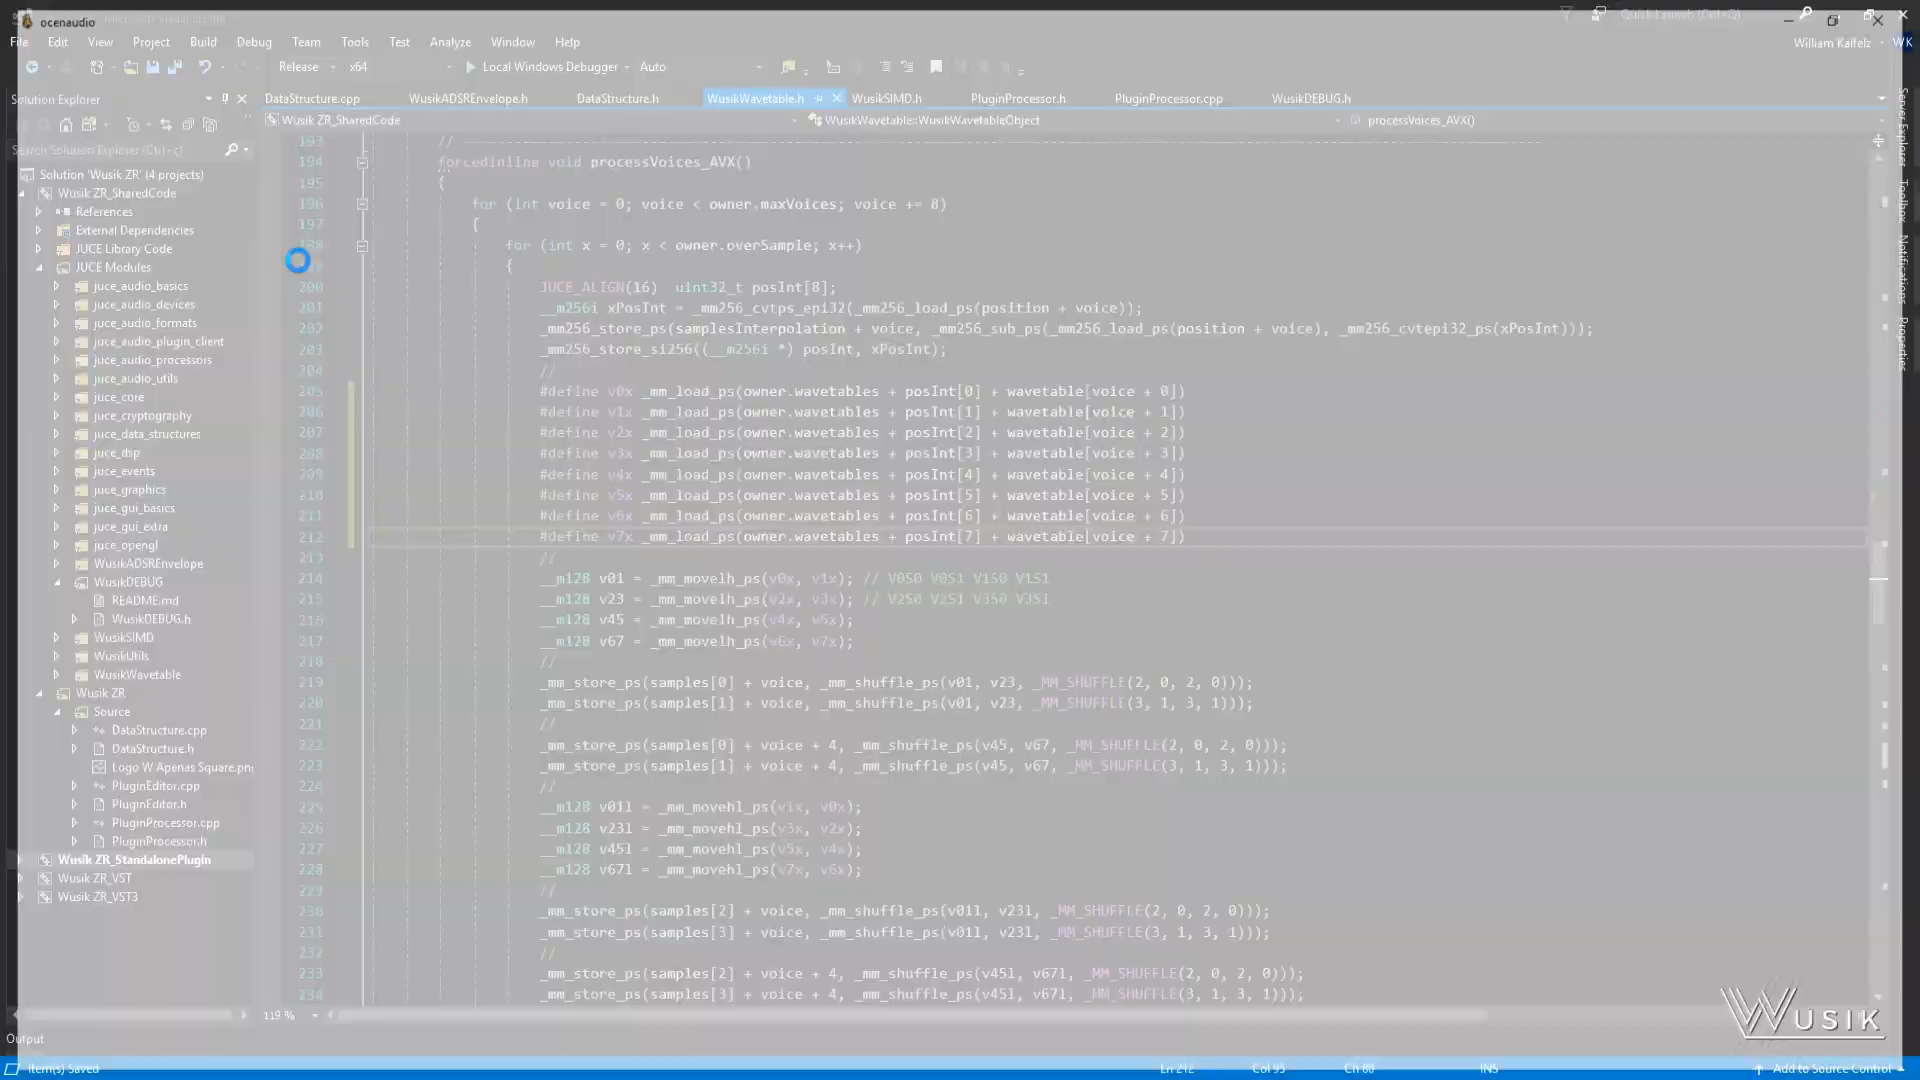 ocenaudio
File Edit View Project Build Debug Team Tools Test Analyze Window Help
William Kalfelz WK
Release x64 Local Windows Debugger Auto
Solution Explorer
DataStructure.cpp WusikADSREnvelope.h DataStructure.h WusikWavetable.h WusikSIMD.h PluginProcessor.h PluginProcessor.cpp WusikDEBUG.h
Wusik ZR_SharedCode WusikWavetable::WusikWavetableObject processVoices_AVX()
Search Solution Explorer (Ctrl+ç)
Solution 'Wusik ZR' (4 projects)
Wusik ZR_SharedCode
References
External Dependencies
JUCE Library Code
JUCE Modules
juce_audio_basics
juce_audio_devices
juce_audio_formats
juce_audio_plugin_client
juce_audio_processors
juce_audio_utils
juce_core
juce_cryptography
juce_data_structures
juce_dsp
juce_events
juce_graphics
juce_gui_basics
juce_gui_extra
juce_opengl
WusikADSREnvelope
WusikDEBUG
README.md
WusikDEBUG.h
WusikSIMD
WusikUtils
WusikWavetable
Wusik ZR
Source
DataStructure.cpp
DataStructure.h
Logo W Apenas Square.png
PluginEditor.cpp
PluginEditor.h
PluginProcessor.cpp
PluginProcessor.h
Wusik ZR_StandalonePlugin
Wusik ZR_VST
Wusik ZR_VST3
193 //
194 forcedinline void processVoices_AVX()
195 {
196 for (int voice = 0; voice < owner.maxVoices; voice += 8)
197 {
198 for (int x = 0; x < owner.overSample; x++)
{
200 JUCE_ALIGN(16) uint32_t posInt[8];
201 __m256i xPosInt = _mm256_cvtps_epi32(_mm256_load_ps(position + voice));
202 _mm256_store_ps(samplesInterpolation + voice, _mm256_sub_ps(_mm256_load_ps(position + voice), _mm256_cvtepi32_ps(xPosInt)));
203 _mm256_store_si256((__m256i *) posInt, xPosInt);
204 //
205 #define v0x _mm_load_ps(owner.wavetables + posInt[0] + wavetable[voice + 0])
206 #define v1x _mm_load_ps(owner.wavetables + posInt[1] + wavetable[voice + 1])
207 #define v2x _mm_load_ps(owner.wavetables + posInt[2] + wavetable[voice + 2])
208 #define v3x _mm_load_ps(owner.wavetables + posInt[3] + wavetable[voice + 3])
209 #define v4x _mm_load_ps(owner.wavetables + posInt[4] + wavetable[voice + 4])
210 #define v5x _mm_load_ps(owner.wavetables + posInt[5] + wavetable[voice + 5])
211 #define v6x _mm_load_ps(owner.wavetables + posInt[6] + wavetable[voice + 6])
212 #define v7x _mm_load_ps(owner.wavetables + posInt[7] + wavetable[voice + 7])
213 //
214 __m128 v01 = _mm_movelh_ps(v0x, v1x); // V0S0 V0S1 V1S0 V1S1
215 __m128 v23 = _mm_movelh_ps(v2x, v3x); // V2S0 V2S1 V3S0 V3S1
216 __m128 v45 = _mm_movelh_ps(v4x, v5x);
217 __m128 v67 = _mm_movelh_ps(v6x, v7x);
218 //
219 _mm_store_ps(samples[0] + voice, _mm_shuffle_ps(v01, v23, _MM_SHUFFLE(2, 0, 2, 0)));
220 _mm_store_ps(samples[1] + voice, _mm_shuffle_ps(v01, v23, _MM_SHUFFLE(3, 1, 3, 1)));
221 //
222 _mm_store_ps(samples[0] + voice + 4, _mm_shuffle_ps(v45, v67, _MM_SHUFFLE(2, 0, 2, 0)));
223 _mm_store_ps(samples[1] + voice + 4, _mm_shuffle_ps(v45, v67, _MM_SHUFFLE(3, 1, 3, 1)));
224 //
225 __m128 v011 = _mm_movehl_ps(v1x, v0x);
226 __m128 v231 = _mm_movehl_ps(v3x, v2x);
227 __m128 v451 = _mm_movehl_ps(v5x, v4x);
228 __m128 v671 = _mm_movehl_ps(v7x, v6x);
229 //
230 _mm_store_ps(samples[2] + voice, _mm_shuffle_ps(v011, v231, _MM_SHUFFLE(2, 0, 2, 0)));
231 _mm_store_ps(samples[3] + voice, _mm_shuffle_ps(v011, v231, _MM_SHUFFLE(3, 1, 3, 1)));
232 //
233 _mm_store_ps(samples[2] + voice + 4, _mm_shuffle_ps(v451, v671, _MM_SHUFFLE(2, 0, 2, 0)));
234 _mm_store_ps(samples[3] + voice + 4, _mm_shuffle_ps(v451, v671, _MM_SHUFFLE(3, 1, 3, 1)));
119 %
Server Explorer
Toolbox
Notifications
Properties
WUSIK
Output
Item(s) Saved Ln 212 Col 95 Ch 80 INS Add to Source Control